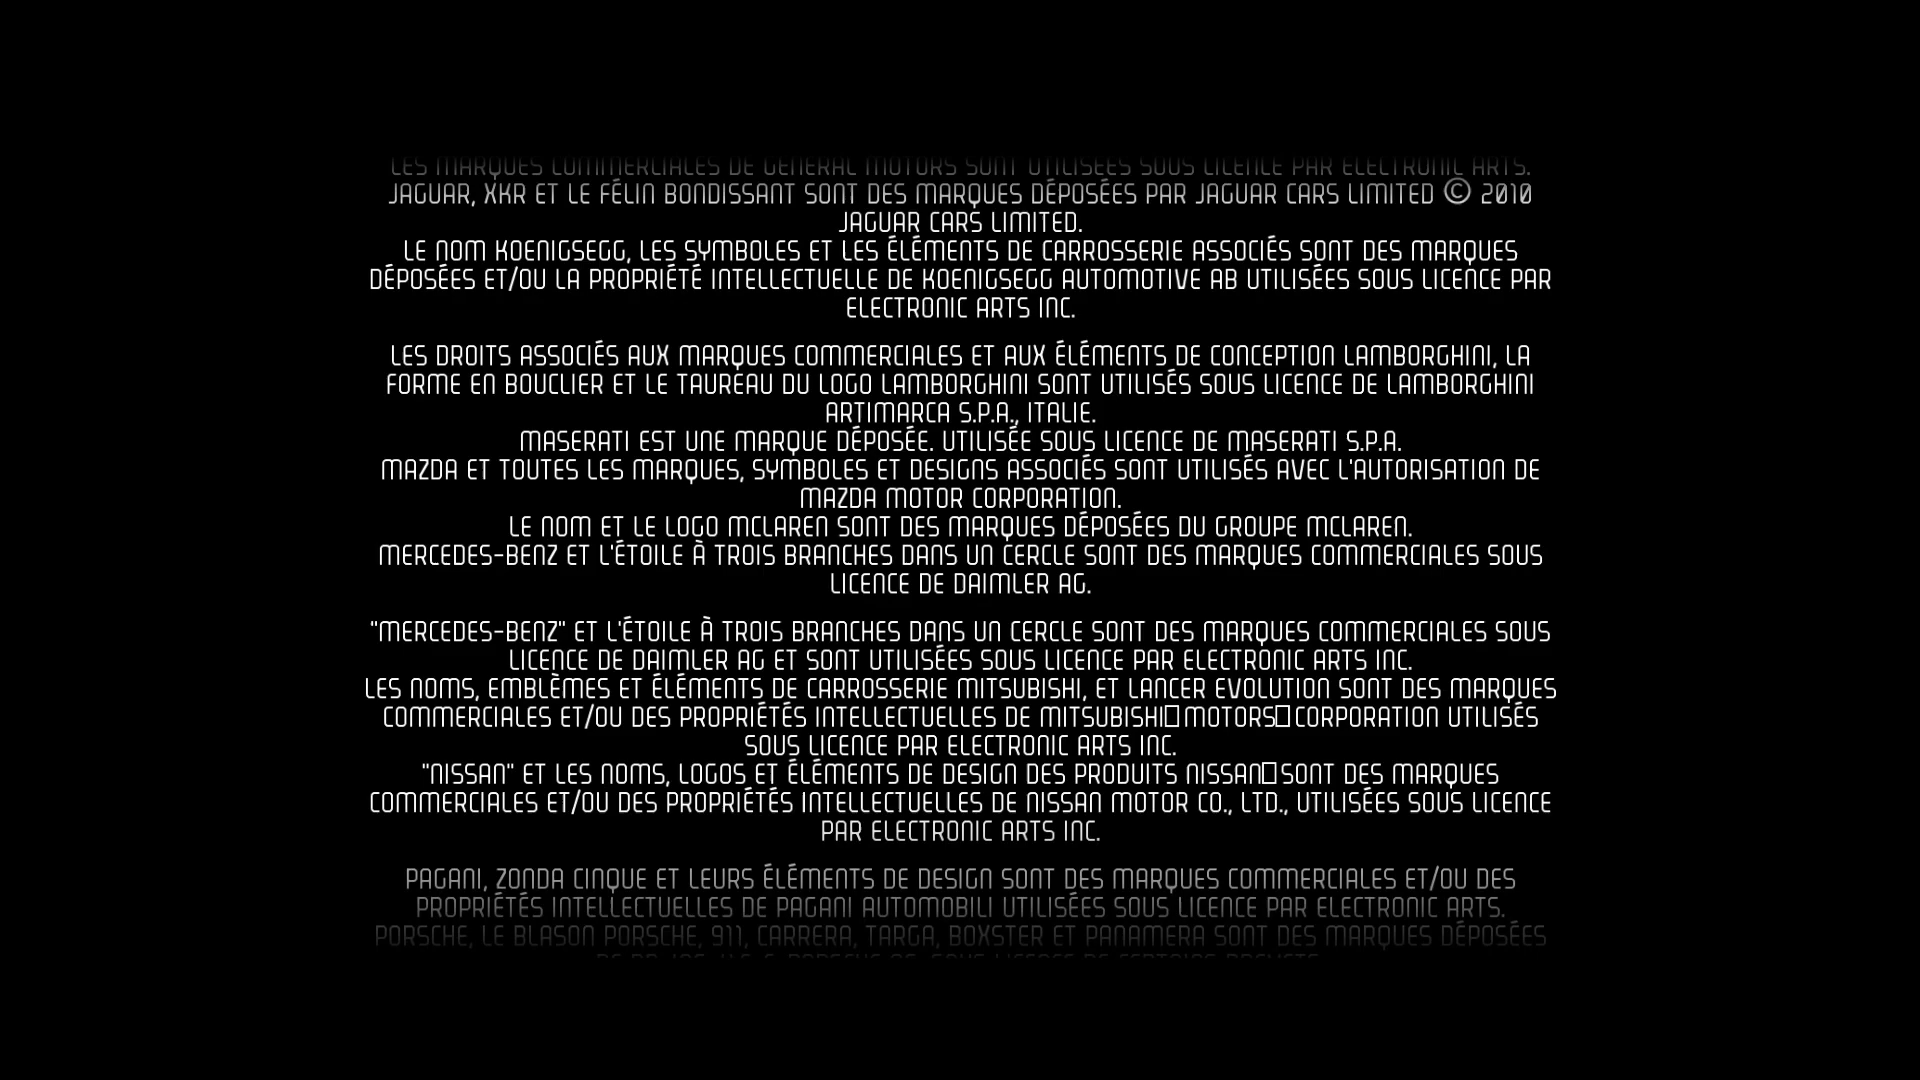 LES MARQUES COMMERCIALES DE GENERAL MOTORS SONT UTILISÉES SOUS LICENCE PAR ELECTRONIC ARTS.
JAGUAR, XKR ET LE FÉLIN BONDISSANT SONT DES MARQUES DÉPOSÉES PAR JAGUAR CARS LIMITED © 2010
JAGUAR CARS LIMITED.
LE NOM KOENIGSEGG, LES SYMBOLES ET LES ÉLÉMENTS DE CARROSSERIE ASSOCIÉS SONT DES MARQUES
DÉPOSÉES ET/OU LA PROPRIÉTÉ INTELLECTUELLE DE KOENIGSEGG AUTOMOTIVE AB UTILISÉES SOUS LICENCE PAR
ELECTRONIC ARTS INC.
LES DROITS ASSOCIÉS AUX MARQUES COMMERCIALES ET AUX ÉLÉMENTS DE CONCEPTION LAMBORGHINI, LA
FORME EN BOUCLIER ET LE TAUREAU DU LOGO LAMBORGHINI SONT UTILISÉS SOUS LICENCE DE LAMBORGHINI
ARTIMARCA S.P.A., ITALIE.
MASERATI EST UNE MARQUE DÉPOSÉE. UTILISÉE SOUS LICENCE DE MASERATI S.P.A.
MAZDA ET TOUTES LES MARQUES, SYMBOLES ET DESIGNS ASSOCIÉS SONT UTILISÉS AVEC L'AUTORISATION DE
MAZDA MOTOR CORPORATION.
LE NOM ET LE LOGO MCLAREN SONT DES MARQUES DÉPOSÉES DU GROUPE MCLAREN.
MERCEDES-BENZ ET L'ÉTOILE À TROIS BRANCHES DANS UN CERCLE SONT DES MARQUES COMMERCIALES SOUS
LICENCE DE DAIMLER AG.
"MERCEDES-BENZ" ET L'ÉTOILE À TROIS BRANCHES DANS UN CERCLE SONT DES MARQUES COMMERCIALES SOUS
LICENCE DE DAIMLER AG ET SONT UTILISÉES SOUS LICENCE PAR ELECTRONIC ARTS INC.
LES NOMS, EMBLÈMES ET ÉLÉMENTS DE CARROSSERIE MITSUBISHI, ET LANCER EVOLUTION SONT DES MARQUES
COMMERCIALES ET/OU DES PROPRIÉTÉS INTELLECTUELLES DE MITSUBISHI□MOTORS□CORPORATION UTILISÉS
SOUS LICENCE PAR ELECTRONIC ARTS INC.
"NISSAN" ET LES NOMS, LOGOS ET ÉLÉMENTS DE DESIGN DES PRODUITS NISSAN□SONT DES MARQUES
COMMERCIALES ET/OU DES PROPRIÉTÉS INTELLECTUELLES DE NISSAN MOTOR CO., LTD., UTILISÉES SOUS LICENCE
PAR ELECTRONIC ARTS INC.
PAGANI, ZONDA CINQUE ET LEURS ÉLÉMENTS DE DESIGN SONT DES MARQUES COMMERCIALES ET/OU DES
PROPRIÉTÉS INTELLECTUELLES DE PAGANI AUTOMOBILI UTILISÉES SOUS LICENCE PAR ELECTRONIC ARTS.
PORSCHE, LE BLASON PORSCHE, 911, CARRERA, TARGA, BOXSTER ET PANAMERA SONT DES MARQUES DÉPOSÉES